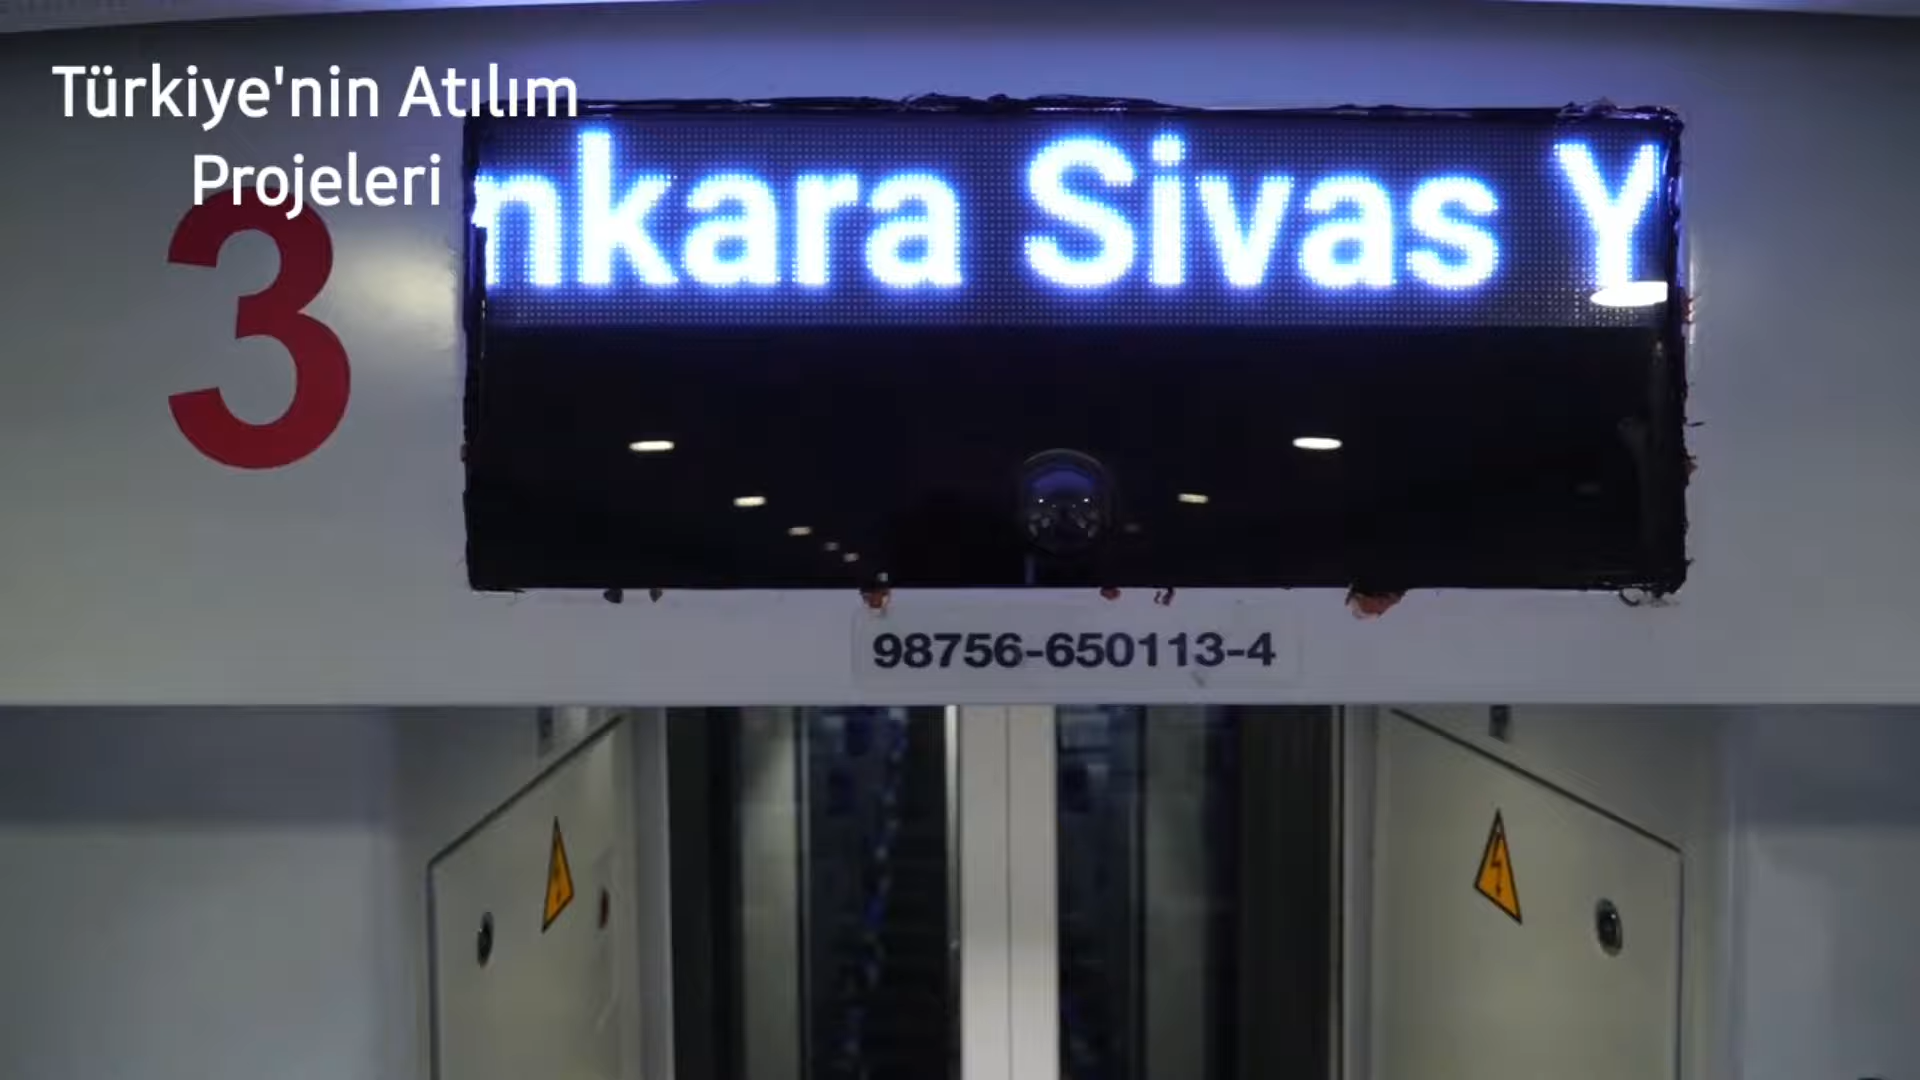 Türkiye'nin Atılım
Projeleri
nkara Sivas Y
3
98756-650113-4